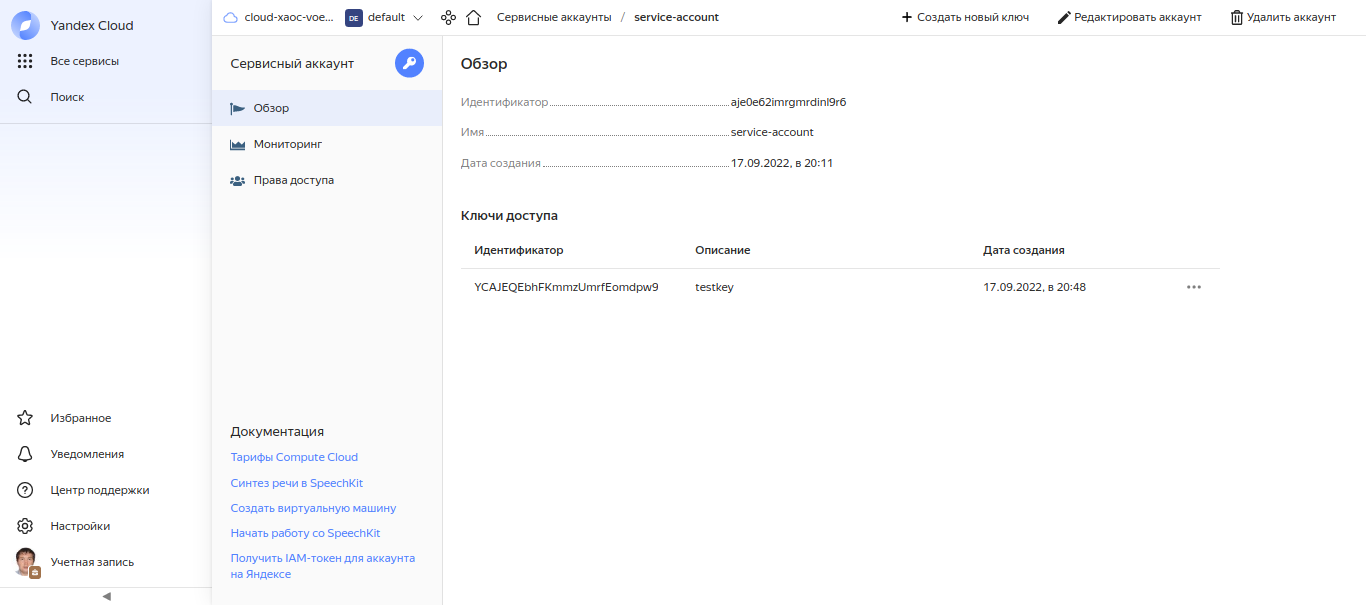 Yandex Cloud
Все сервисы
Поиск
Избранное
Уведомления
Центр поддержки
Настройки
Учетная запись
cloud-xaoc-voe... DE default Сервисные аккаунты / service-account + Создать новый ключ Редактировать аккаунт Удалить аккаунт
Сервисный аккаунт
Обзор
Мониторинг
Права доступа
Документация
Тарифы Compute Cloud
Синтез речи в SpeechKit
Создать виртуальную машину
Начать работу со SpeechKit
Получить IAM-токен для аккаунта
на Яндексе
Обзор
Идентификатор aje0e62imrgmrdinl9r6
Имя service-account
Дата создания 17.09.2022, в 20:11
Ключи доступа
Идентификатор Описание Дата создания
YCAJEQEbhFKmmzUmrfEomdpw9 testkey 17.09.2022, в 20:48